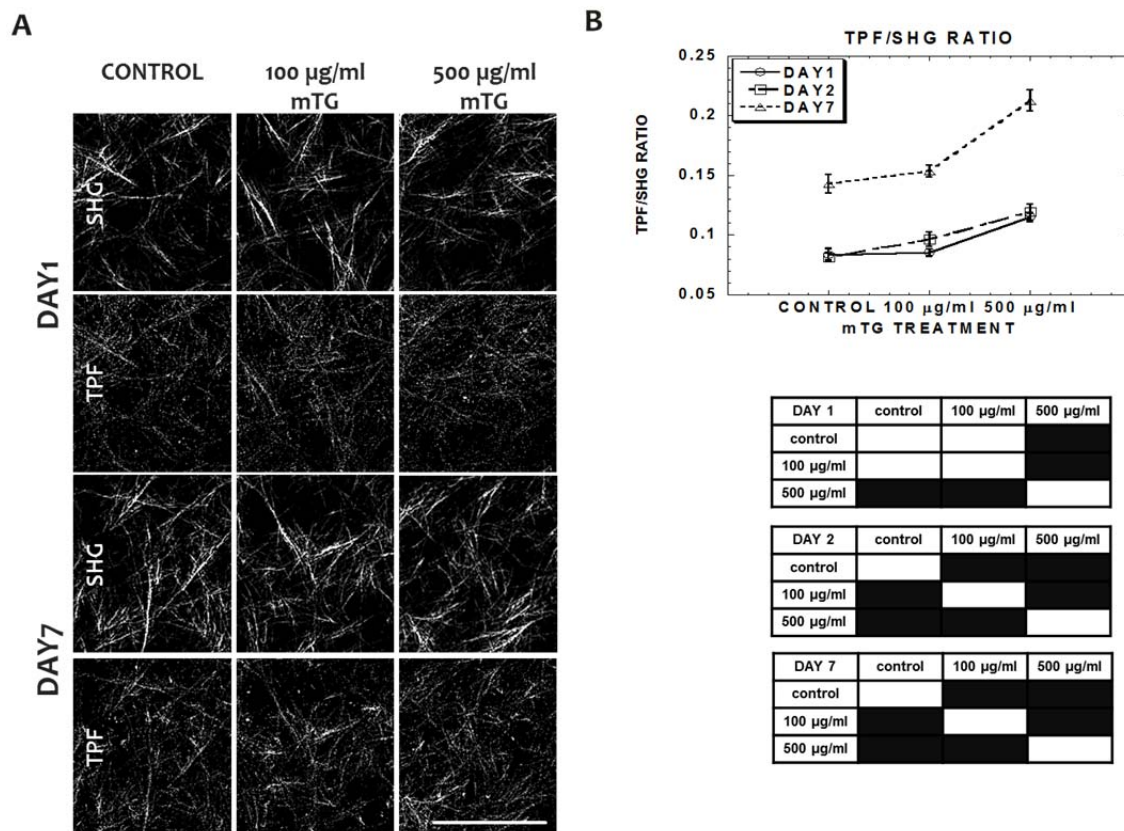 A
CONTROL
100 µg/ml
mTG
500 µg/ml
mTG
DAY1
SHG
TPF
DAY7
SHG
TPF
B
TPF/SHG RATIO
DAY1
DAY2
DAY7
TPF/SHG RATIO
0.25
0.2
0.15
0.1
0.05
CONTROL 100 µg/ml 500 µg/ml
mTG TREATMENT
DAY 1 control 100 µg/ml 500 µg/ml
control
100 µg/ml
500 µg/ml
DAY 2 control 100 µg/ml 500 µg/ml
control
100 µg/ml
500 µg/ml
DAY 7 control 100 µg/ml 500 µg/ml
control
100 µg/ml
500 µg/ml